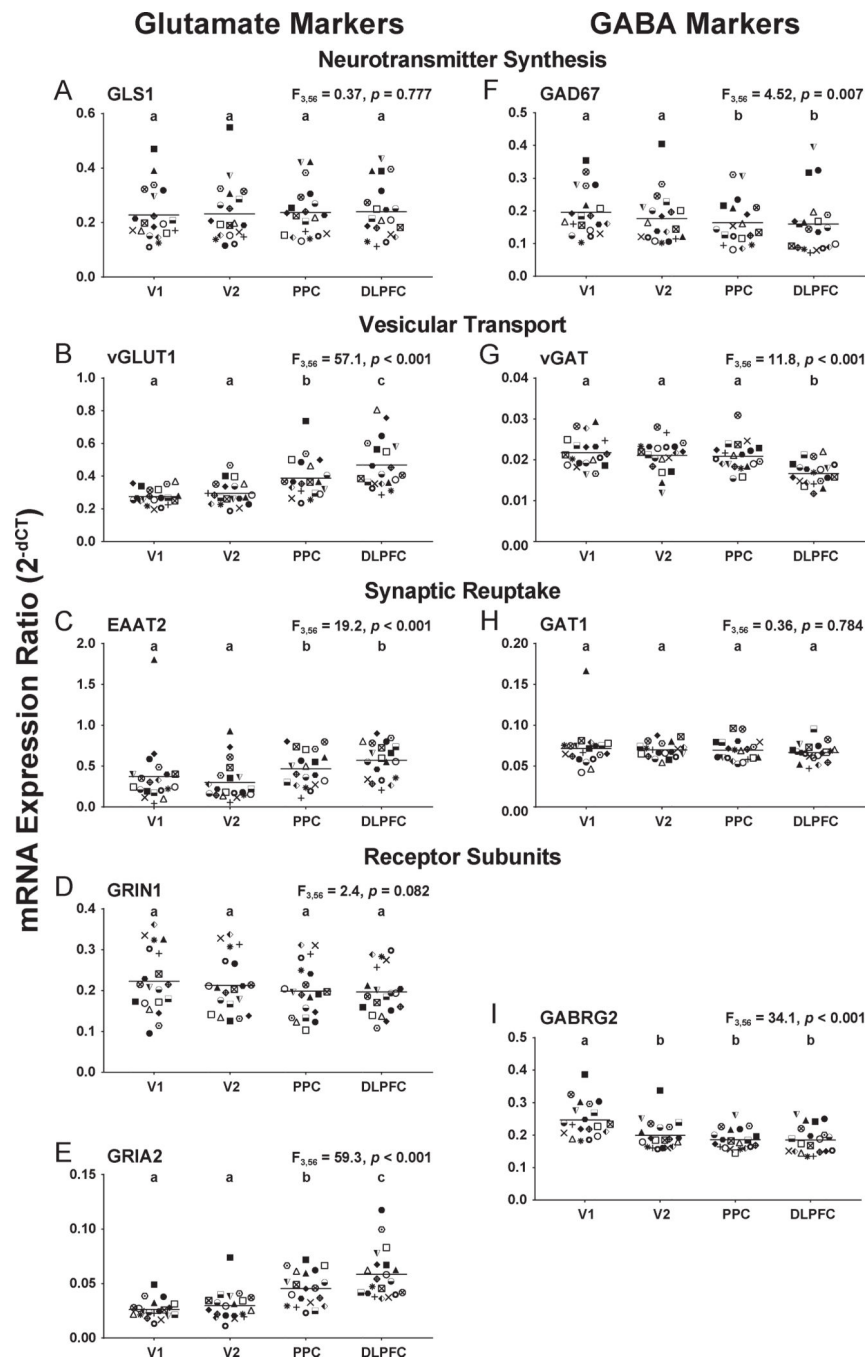 Glutamate Markers
GABA Markers
Neurotransmitter Synthesis
A
GLS1
F3,56 = 0.37, p = 0.777
a a a a
0.6
0.4
0.2
0.0
V1 V2 PPC DLPFC
F
GAD67
F3,56 = 4.52, p = 0.007
a a b b
0.5
0.4
0.3
0.2
0.1
0.0
V1 V2 PPC DLPFC
Vesicular Transport
B
vGLUT1
F3,56 = 57.1, p < 0.001
a a b c
1.0
0.8
0.6
0.4
0.2
0.0
V1 V2 PPC DLPFC
G
vGAT
F3,56 = 11.8, p < 0.001
a a a b
0.04
0.03
0.02
0.01
0.00
V1 V2 PPC DLPFC
mRNA Expression Ratio (2-dCT)
Synaptic Reuptake
C
EAAT2
F3,56 = 19.2, p < 0.001
a a b b
2.0
1.5
1.0
0.5
0.0
V1 V2 PPC DLPFC
H
GAT1
F3,56 = 0.36, p = 0.784
a a a a
0.20
0.15
0.10
0.05
0.00
V1 V2 PPC DLPFC
Receptor Subunits
D
GRIN1
F3,56 = 2.4, p = 0.082
a a a a
0.4
0.3
0.2
0.1
0.0
V1 V2 PPC DLPFC
I
GABRG2
F3,56 = 34.1, p < 0.001
a b b b
0.5
0.4
0.3
0.2
0.1
0.0
V1 V2 PPC DLPFC
E
GRIA2
F3,56 = 59.3, p < 0.001
a a b c
0.15
0.10
0.05
0.00
V1 V2 PPC DLPFC